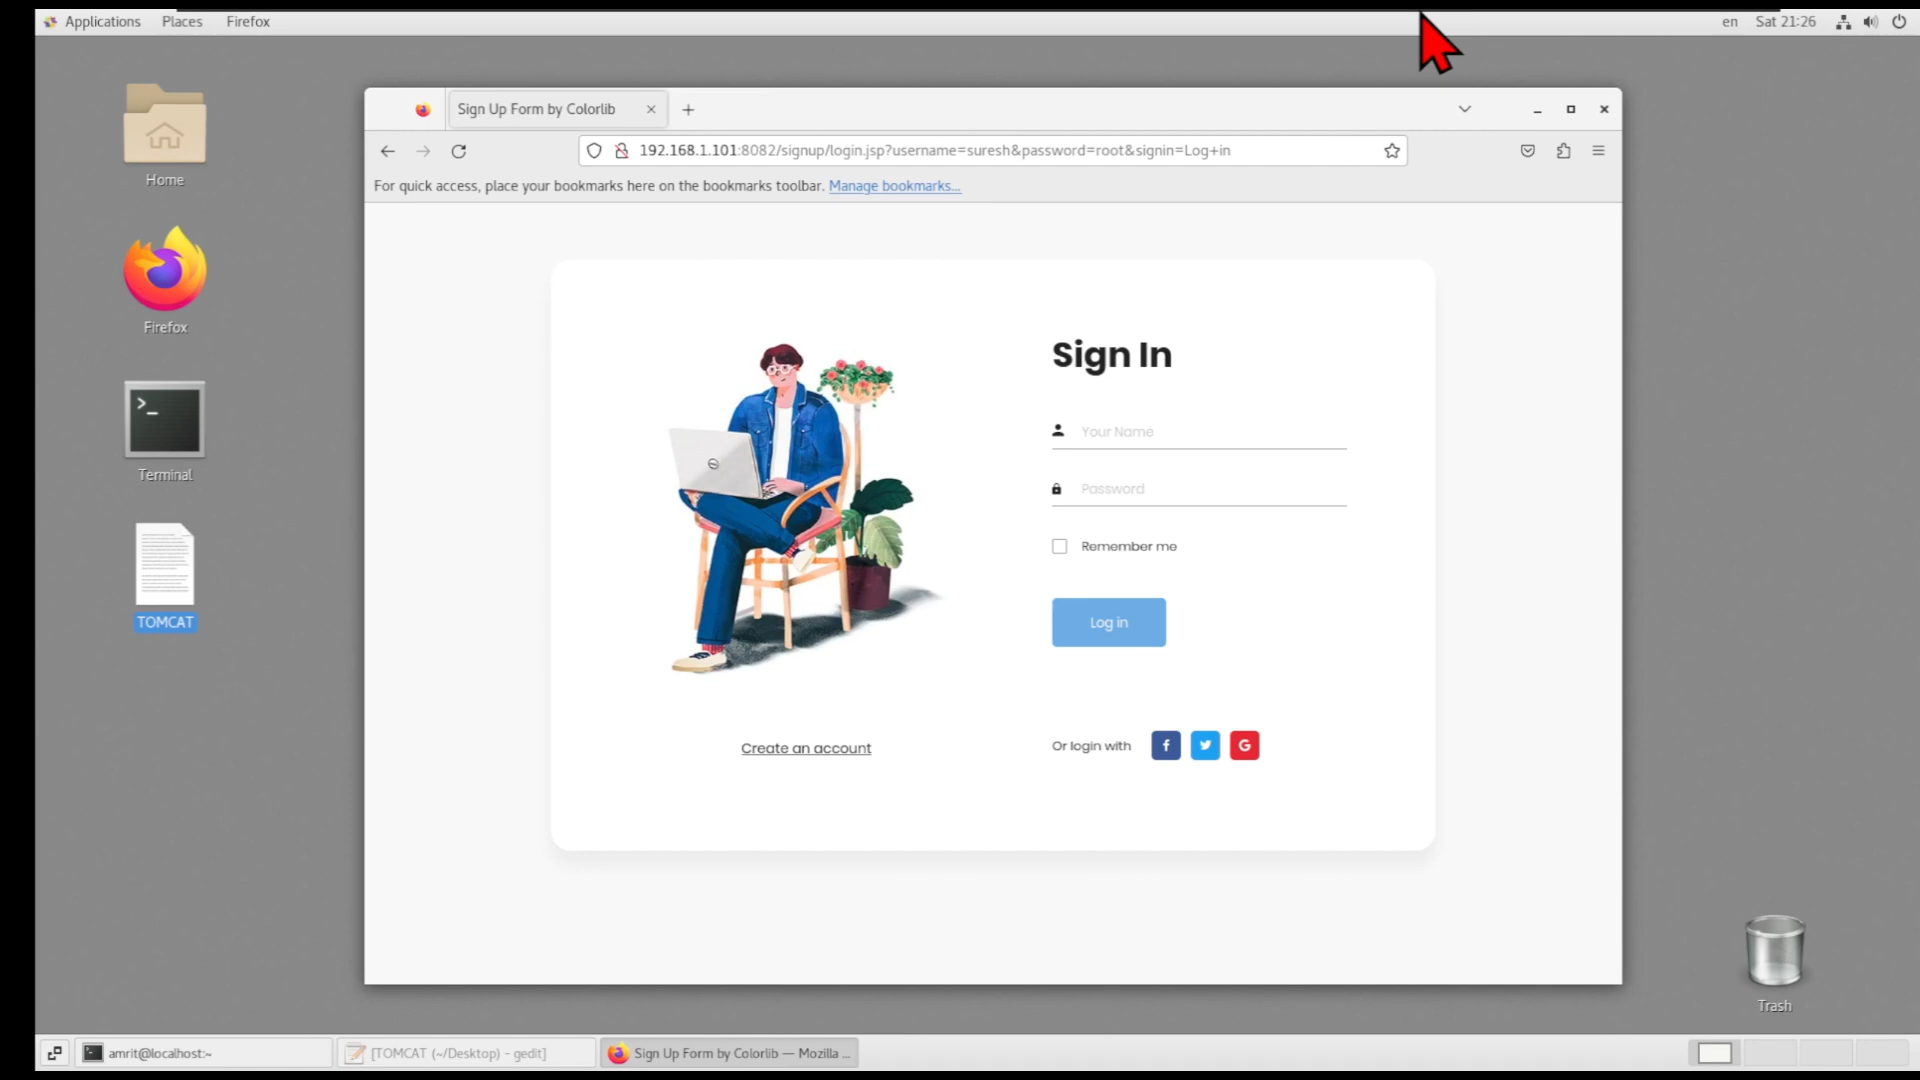 Applications Places Firefox en Sat 21:26
Home
Firefox
Terminal
TOMCAT
Sign Up Form by Colorlib
192.168.1.101:8082/signup/login.jsp?username=suresh&password=root&signin=Log+in
For quick access, place your bookmarks here on the bookmarks toolbar. Manage bookmarks...
Sign In
Your Name
Password
Remember me
Log in
Create an account
Or login with
Trash
amrit@localhost:~ [TOMCAT (~/Desktop) - gedit] Sign Up Form by Colorlib — Mozilla ...